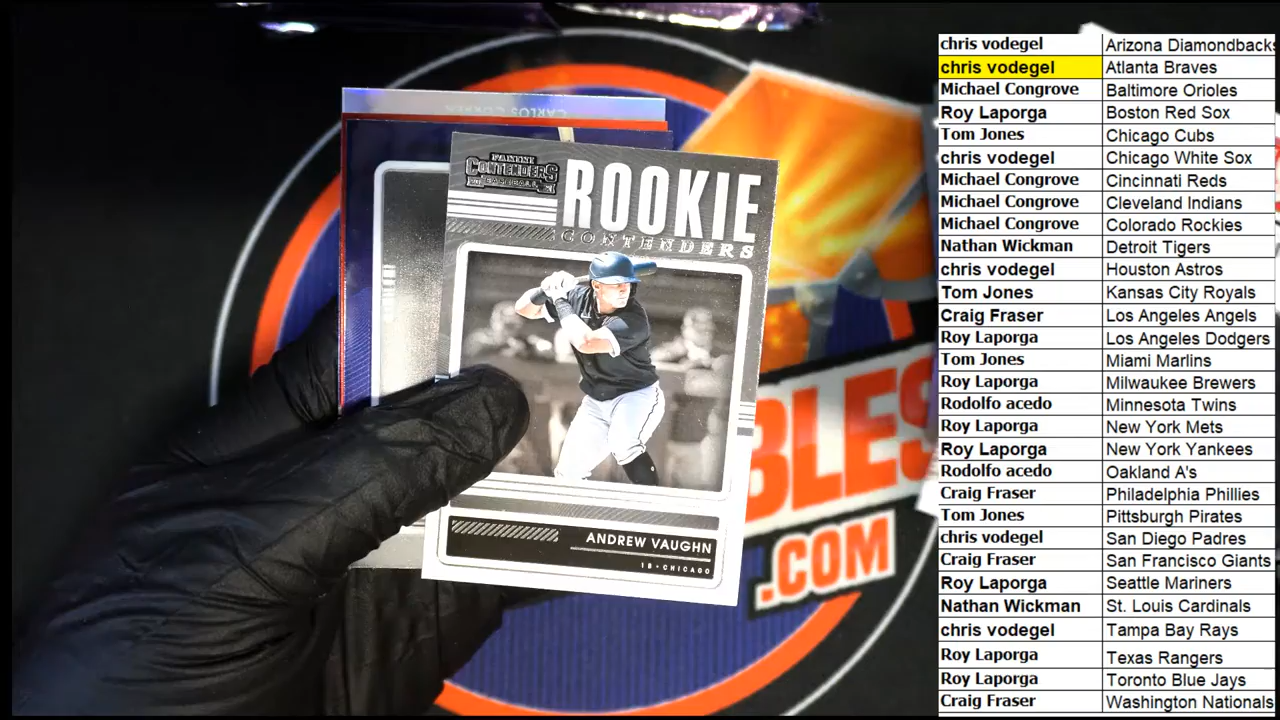 CARLOS CORREA
PANINI
CONTENDERS
BASEBALL
ROOKIE
CONTENDERS
ANDREW VAUGHN
1B • CHICAGO
BLES
.COM
chris vodegel Arizona Diamondbacks
chris vodegel Atlanta Braves
Michael Congrove Baltimore Orioles
Roy Laporga Boston Red Sox
Tom Jones Chicago Cubs
chris vodegel Chicago White Sox
Michael Congrove Cincinnati Reds
Michael Congrove Cleveland Indians
Michael Congrove Colorado Rockies
Nathan Wickman Detroit Tigers
chris vodegel Houston Astros
Tom Jones Kansas City Royals
Craig Fraser Los Angeles Angels
Roy Laporga Los Angeles Dodgers
Tom Jones Miami Marlins
Roy Laporga Milwaukee Brewers
Rodolfo acedo Minnesota Twins
Roy Laporga New York Mets
Roy Laporga New York Yankees
Rodolfo acedo Oakland A's
Craig Fraser Philadelphia Phillies
Tom Jones Pittsburgh Pirates
chris vodegel San Diego Padres
Craig Fraser San Francisco Giants
Roy Laporga Seattle Mariners
Nathan Wickman St. Louis Cardinals
chris vodegel Tampa Bay Rays
Roy Laporga Texas Rangers
Roy Laporga Toronto Blue Jays
Craig Fraser Washington Nationals